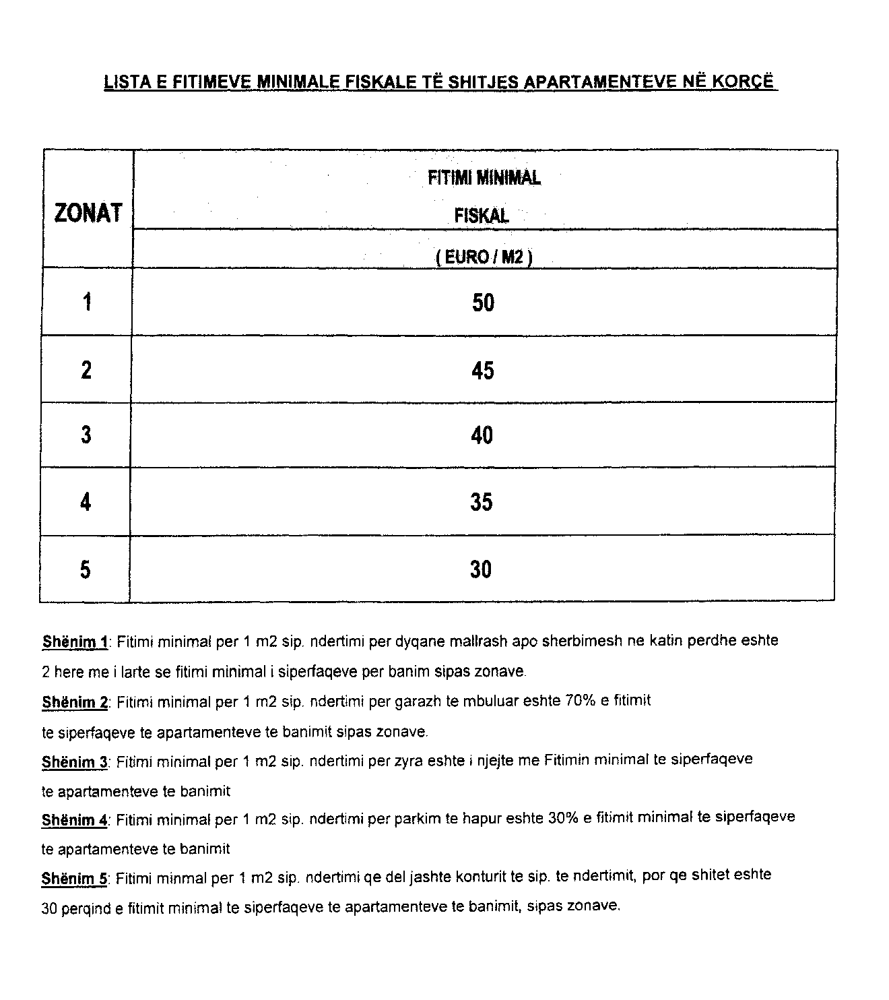 LISTA E FITIMEVE MINIMALE FISKALE TË SHITJES APARTAMENTEVE NË KORÇË
ZONAT
FITIMI MINIMAL
FISKAL
( EURO / M2 )
1 50
2 45
3 40
4 35
5 30
Shënim 1: Fitimi minimal per 1 m2 sip. ndertimi per dyqane mallrash apo sherbimesh ne katin perdhe eshte
2 here me i larte se fitimi minimal i siperfaqeve per banim sipas zonave.
Shënim 2: Fitimi minimal per 1 m2 sip. ndertimi per garazh te mbuluar eshte 70% e fitimit
te siperfaqeve te apartamenteve te banimit sipas zonave.
Shënim 3: Fitimi minimal per 1 m2 sip. ndertimi per zyra eshte i njejte me Fitimin minimal te siperfaqeve
te apartamenteve te banimit
Shënim 4: Fitimi minimal per 1 m2 sip. ndertimi per parkim te hapur eshte 30% e fitimit minimal te siperfaqeve
te apartamenteve te banimit
Shënim 5: Fitimi minmal per 1 m2 sip. ndertimi qe del jashte konturit te sip. te ndertimit, por qe shitet eshte
30 perqind e fitimit minimal te siperfaqeve te apartamenteve te banimit, sipas zonave.